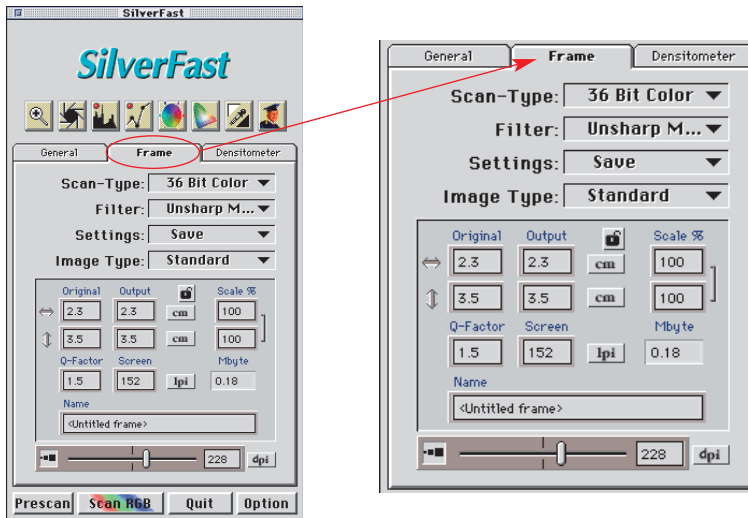 SilverFast
SilverFast
General Frame Densitometer
Scan-Type: 36 Bit Color
Filter: Unsharp M...
Settings: Save
Image Type: Standard
Original Output Scale %
2.3 2.3 cm 100
3.5 3.5 cm 100
Q-Factor Screen Mbyte
1.5 152 lpi 0.18
Name
<Untitled frame>
228 dpi
Prescan Scan RGB Quit Option
General Frame Densitometer
Scan-Type: 36 Bit Color
Filter: Unsharp M...
Settings: Save
Image Type: Standard
Original Output Scale %
2.3 2.3 cm 100
3.5 3.5 cm 100
Q-Factor Screen Mbyte
1.5 152 lpi 0.18
Name
<Untitled frame>
228 dpi